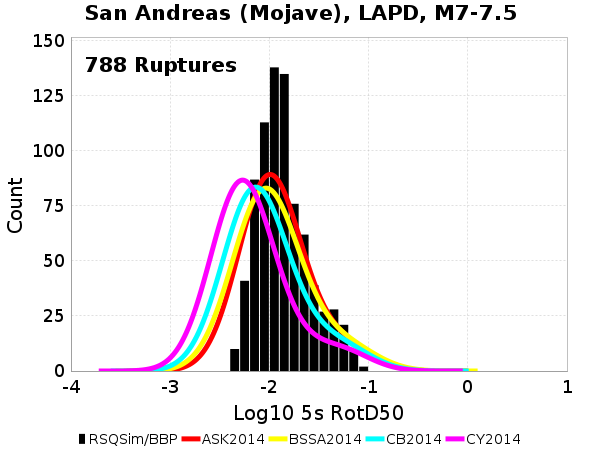 San Andreas (Mojave), LAPD, M7-7.5
788 Ruptures
150
125
100
75
50
25
0
Count
-4 -3 -2 -1 0 1
Log10 5s RotD50
RSQSim/BBP ASK2014 BSSA2014 CB2014 CY2014